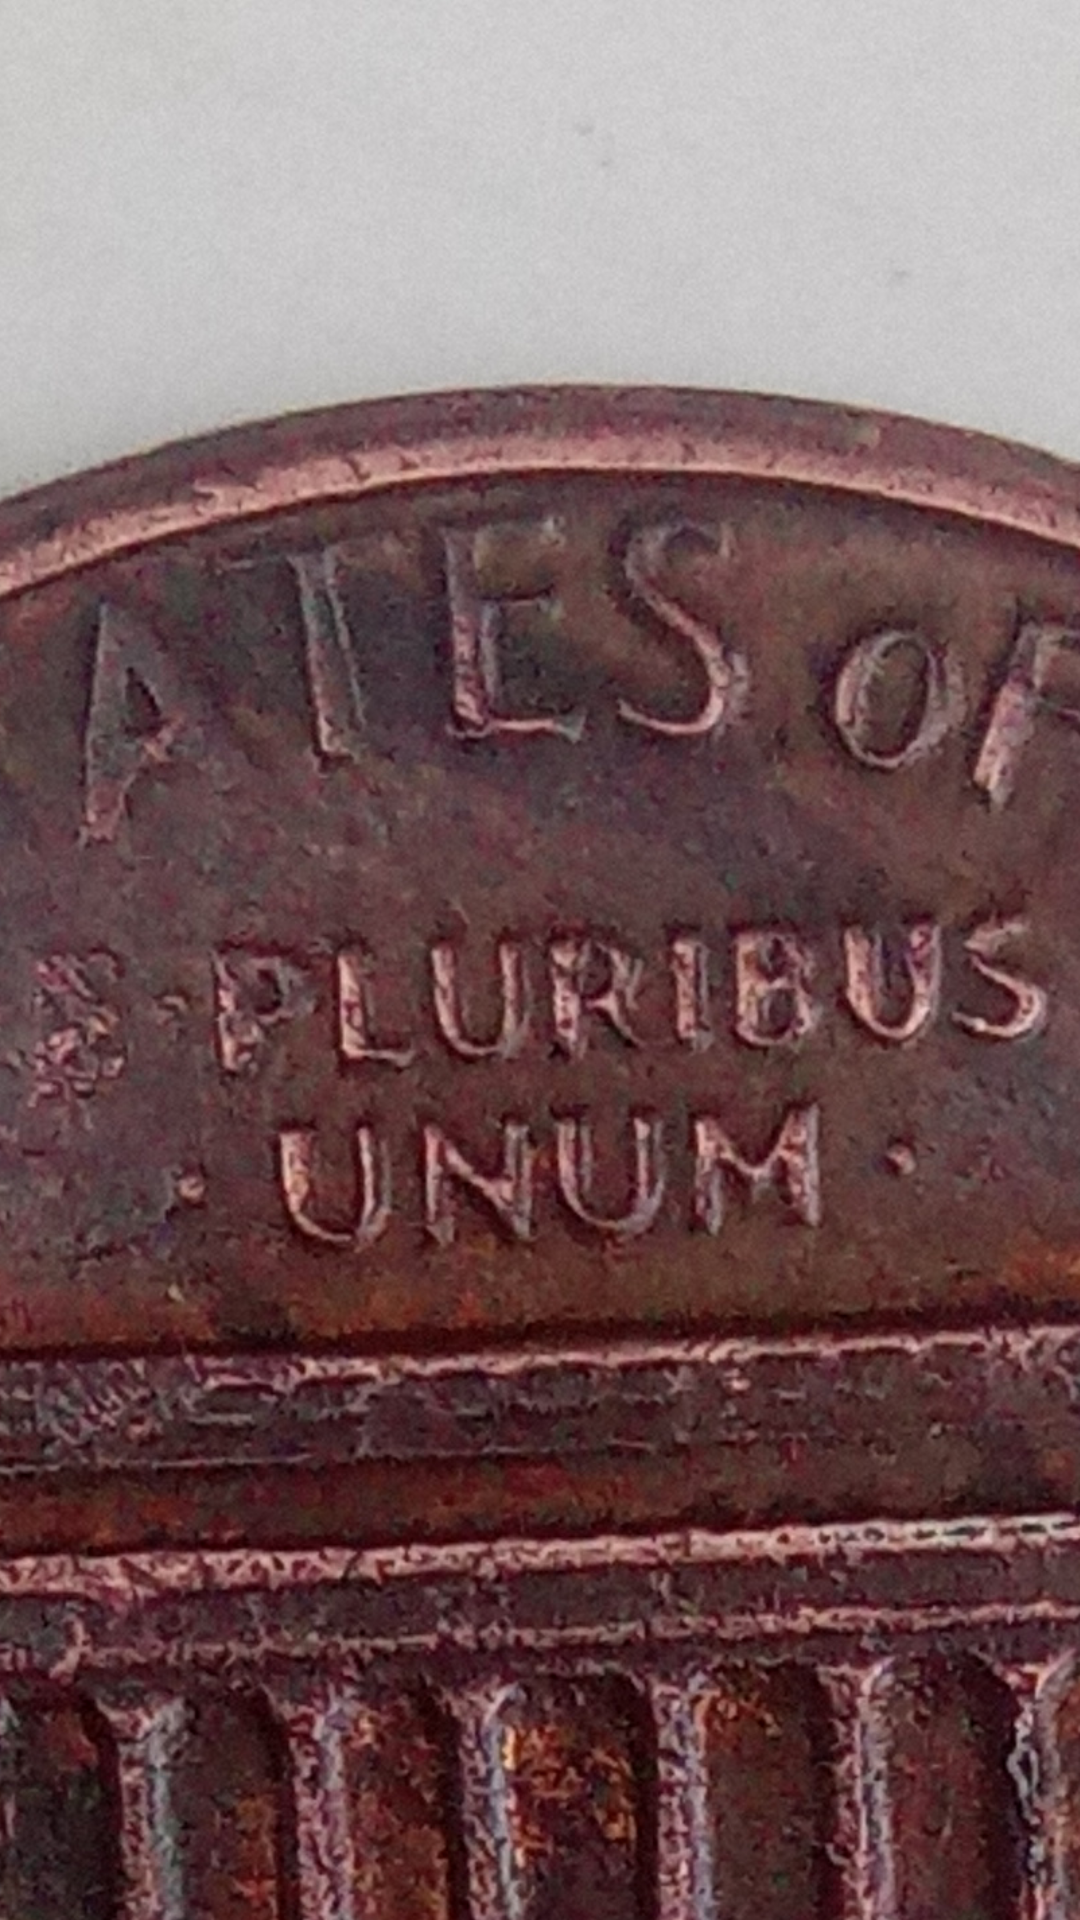 ATES OF
E PLURIBUS
· UNUM ·